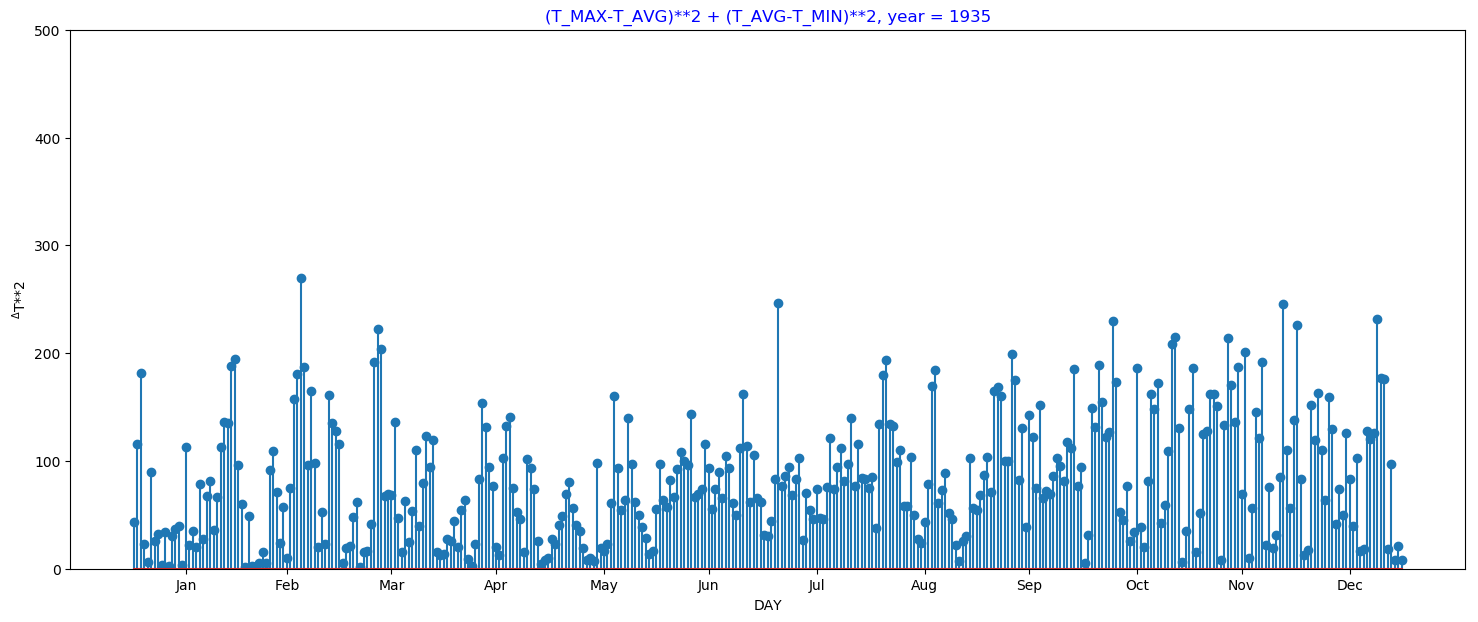 (T_MAX-T_AVG)**2 + (T_AVG-T_MIN)**2, year = 1935
500
400
300
200
100
0
ΔT**2
Jan Feb Mar Apr May Jun Jul Aug Sep Oct Nov Dec
DAY